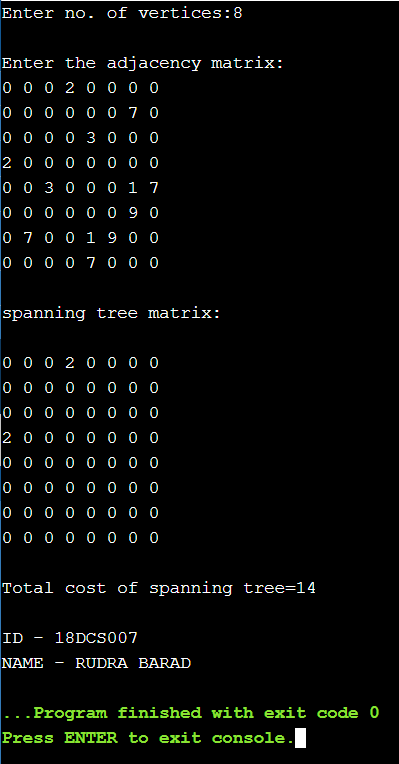 Enter no. of vertices:8
Enter the adjacency matrix:
0 0 0 2 0 0 0 0
0 0 0 0 0 0 7 0
0 0 0 0 3 0 0 0
2 0 0 0 0 0 0 0
0 0 3 0 0 0 1 7
0 0 0 0 0 0 9 0
0 7 0 0 1 9 0 0
0 0 0 0 7 0 0 0
spanning tree matrix:
0 0 0 2 0 0 0 0
0 0 0 0 0 0 0 0
0 0 0 0 0 0 0 0
2 0 0 0 0 0 0 0
0 0 0 0 0 0 0 0
0 0 0 0 0 0 0 0
0 0 0 0 0 0 0 0
0 0 0 0 0 0 0 0
Total cost of spanning tree=14
ID - 18DCS007
NAME - RUDRA BARAD
...Program finished with exit code 0
Press ENTER to exit console.